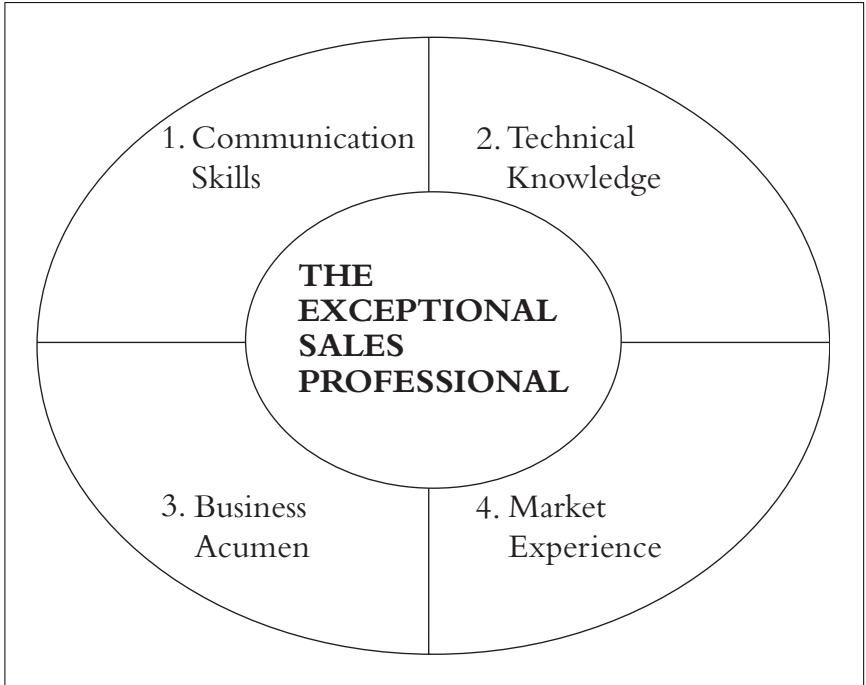 1. Communication
Skills
2. Technical
Knowledge
THE
EXCEPTIONAL
SALES
PROFESSIONAL
3. Business
Acumen
4. Market
Experience